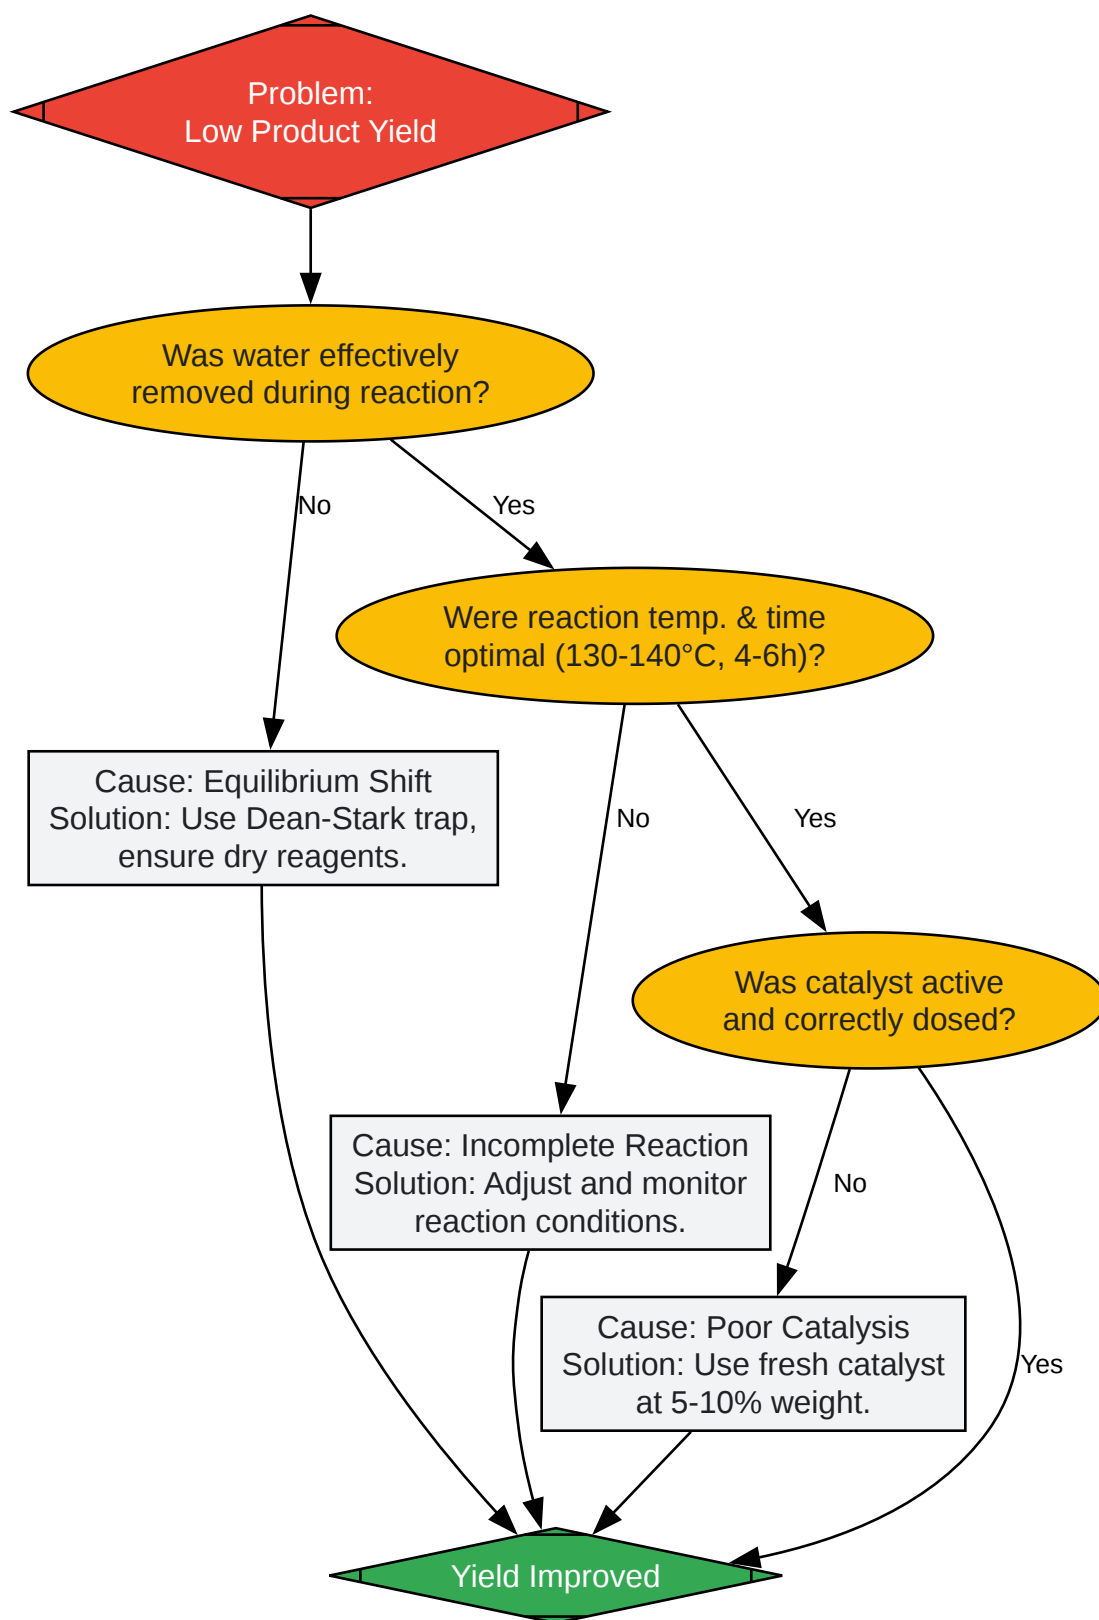 Problem:
Low Product Yield
Was water effectively
removed during reaction?
No
Yes
Were reaction temp. & time
optimal (130-140°C, 4-6h)?
Cause: Equilibrium Shift
Solution: Use Dean-Stark trap,
ensure dry reagents.
No
Yes
Was catalyst active
and correctly dosed?
Cause: Incomplete Reaction
Solution: Adjust and monitor
reaction conditions.
No
Cause: Poor Catalysis
Solution: Use fresh catalyst
at 5-10% weight.
Yes
Yield Improved